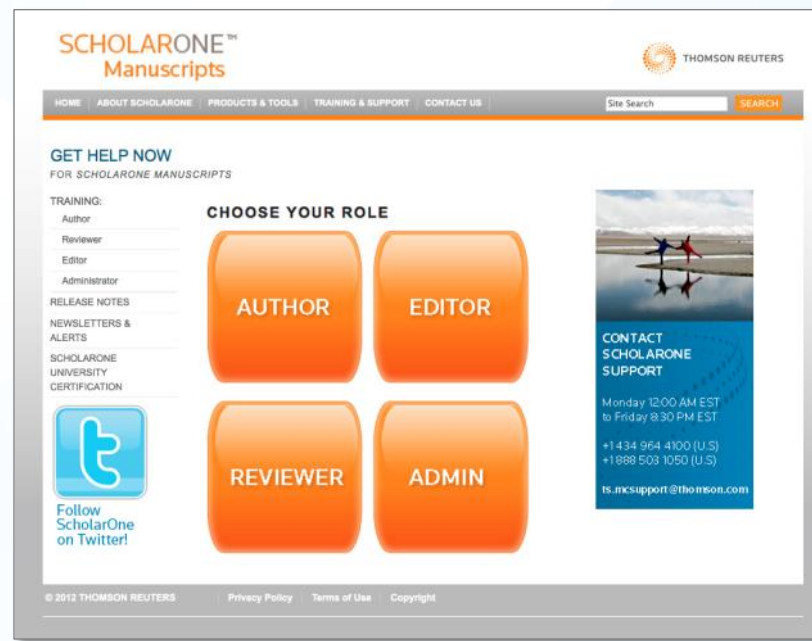 SCHOLARONE™
Manuscripts
THOMSON REUTERS
HOME ABOUT SCHOLARONE PRODUCTS & TOOLS TRAINING & SUPPORT CONTACT US
Site Search SEARCH
GET HELP NOW
FOR SCHOLARONE MANUSCRIPTS
TRAINING:
Author
Reviewer
Editor
Administrator
RELEASE NOTES
NEWSLETTERS &
ALERTS
SCHOLARONE
UNIVERSITY
CERTIFICATION
Follow
ScholarOne
on Twitter!
CHOOSE YOUR ROLE
AUTHOR EDITOR
REVIEWER ADMIN
CONTACT
SCHOLARONE
SUPPORT
Monday 12:00 AM EST
to Friday 8:30 PM EST
+1 434 964 4100 (U.S)
+1 888 503 1050 (U.S)
ts.mcsupport@thomson.com
© 2012 THOMSON REUTERS Privacy Policy Terms of Use Copyright